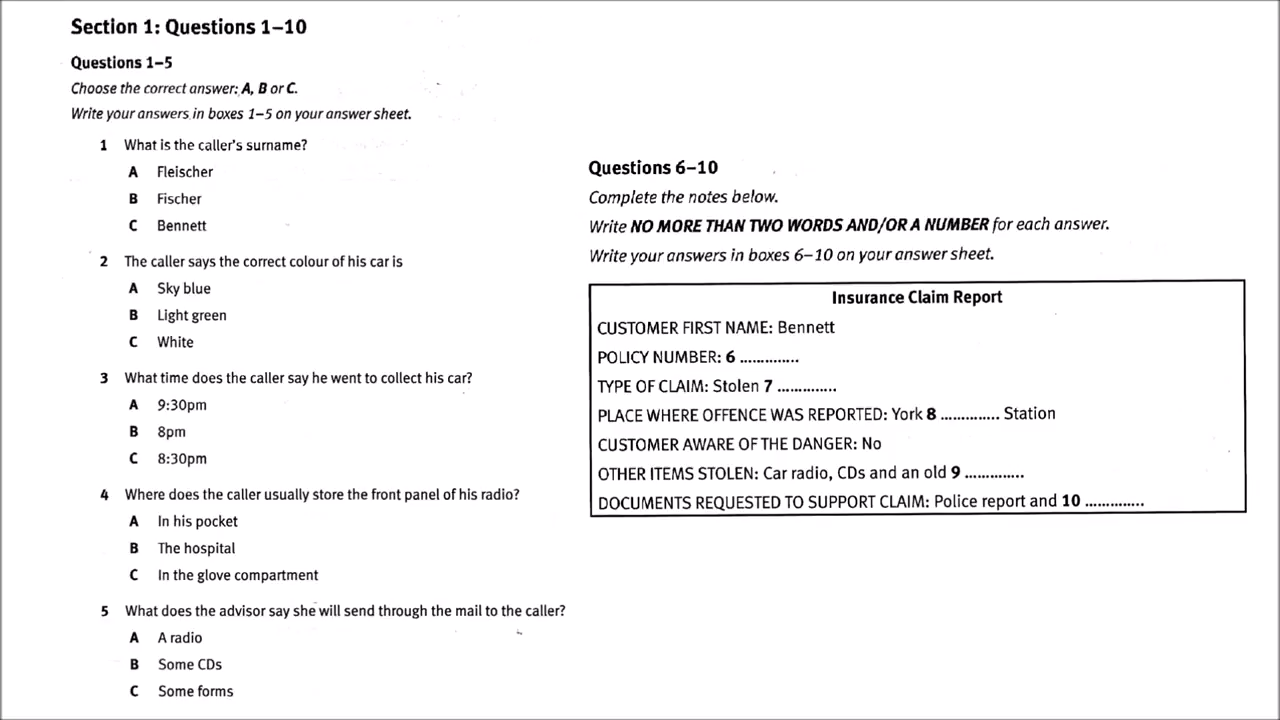 Section 1: Questions 1–10
Questions 1–5
Choose the correct answer: A, B or C.
Write your answers in boxes 1–5 on your answer sheet.
1 What is the caller's surname?
A Fleischer
B Fischer
C Bennett
2 The caller says the correct colour of his car is
A Sky blue
B Light green
C White
3 What time does the caller say he went to collect his car?
A 9:30pm
B 8pm
C 8:30pm
4 Where does the caller usually store the front panel of his radio?
A In his pocket
B The hospital
C In the glove compartment
5 What does the advisor say she will send through the mail to the caller?
A A radio
B Some CDs
C Some forms
Questions 6–10
Complete the notes below.
Write NO MORE THAN TWO WORDS AND/OR A NUMBER for each answer.
Write your answers in boxes 6–10 on your answer sheet.
Insurance Claim Report
CUSTOMER FIRST NAME: Bennett
POLICY NUMBER: 6 ..............
TYPE OF CLAIM: Stolen 7 ..............
PLACE WHERE OFFENCE WAS REPORTED: York 8 .............. Station
CUSTOMER AWARE OF THE DANGER: No
OTHER ITEMS STOLEN: Car radio, CDs and an old 9 ..............
DOCUMENTS REQUESTED TO SUPPORT CLAIM: Police report and 10 ..............